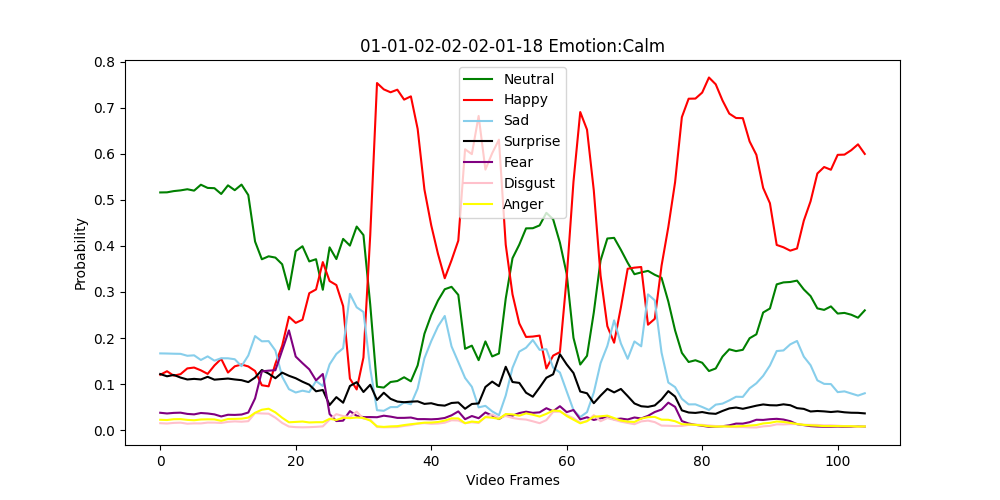 01-01-02-02-02-01-18 Emotion:Calm
Probability
0.8
0.7
0.6
0.5
0.4
0.3
0.2
0.1
0.0
Neutral
Happy
Sad
Surprise
Fear
Disgust
Anger
0 20 40 60 80 100
Video Frames